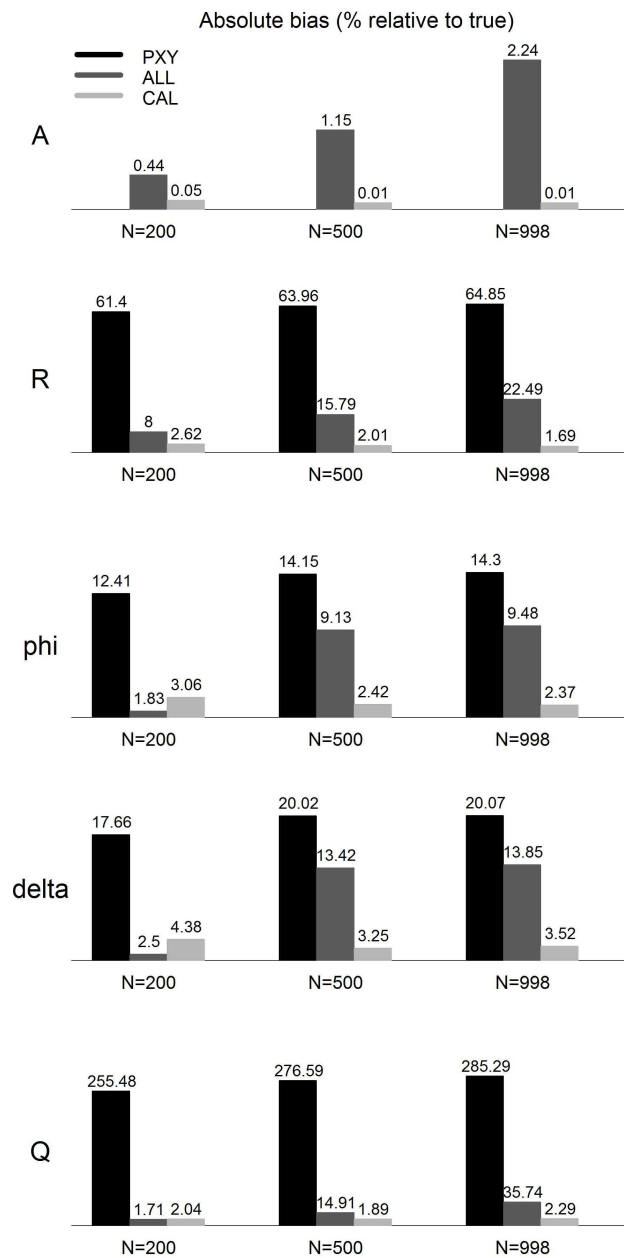 Absolute bias (% relative to true)
PXY
ALL
CAL
A
0.44
0.05
1.15
0.01
2.24
0.01
N=200
N=500
N=998
R
61.4
8
2.62
63.96
15.79
2.01
64.85
22.49
1.69
N=200
N=500
N=998
phi
12.41
1.83
3.06
14.15
9.13
2.42
14.3
9.48
2.37
N=200
N=500
N=998
delta
17.66
2.5
4.38
20.02
13.42
3.25
20.07
13.85
3.52
N=200
N=500
N=998
Q
255.48
1.71
2.04
276.59
14.91
1.89
285.29
35.74
2.29
N=200
N=500
N=998